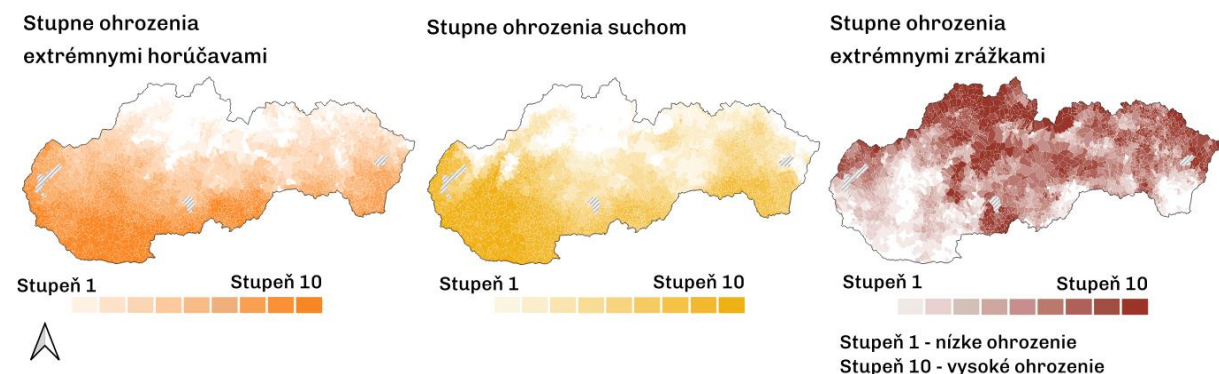 Stupne ohrozenia
extrémnymi horúčavami
Stupeň 1
Stupeň 10
Stupne ohrozenia suchom
Stupeň 1
Stupeň 10
Stupne ohrozenia
extrémnymi zrážkami
Stupeň 1
Stupeň 10
Stupeň 1 - nízke ohrozenie
Stupeň 10 - vysoké ohrozenie